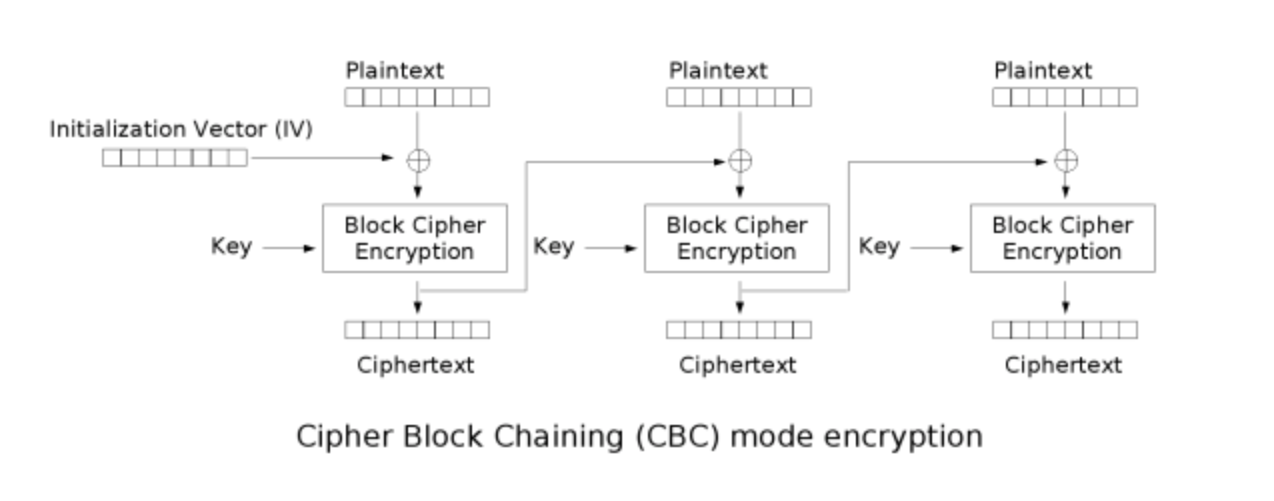 Plaintext
Plaintext
Plaintext
Initialization Vector (IV)
Block Cipher
Encryption
Block Cipher
Encryption
Block Cipher
Encryption
Key
Key
Key
Ciphertext
Ciphertext
Ciphertext
Cipher Block Chaining (CBC) mode encryption